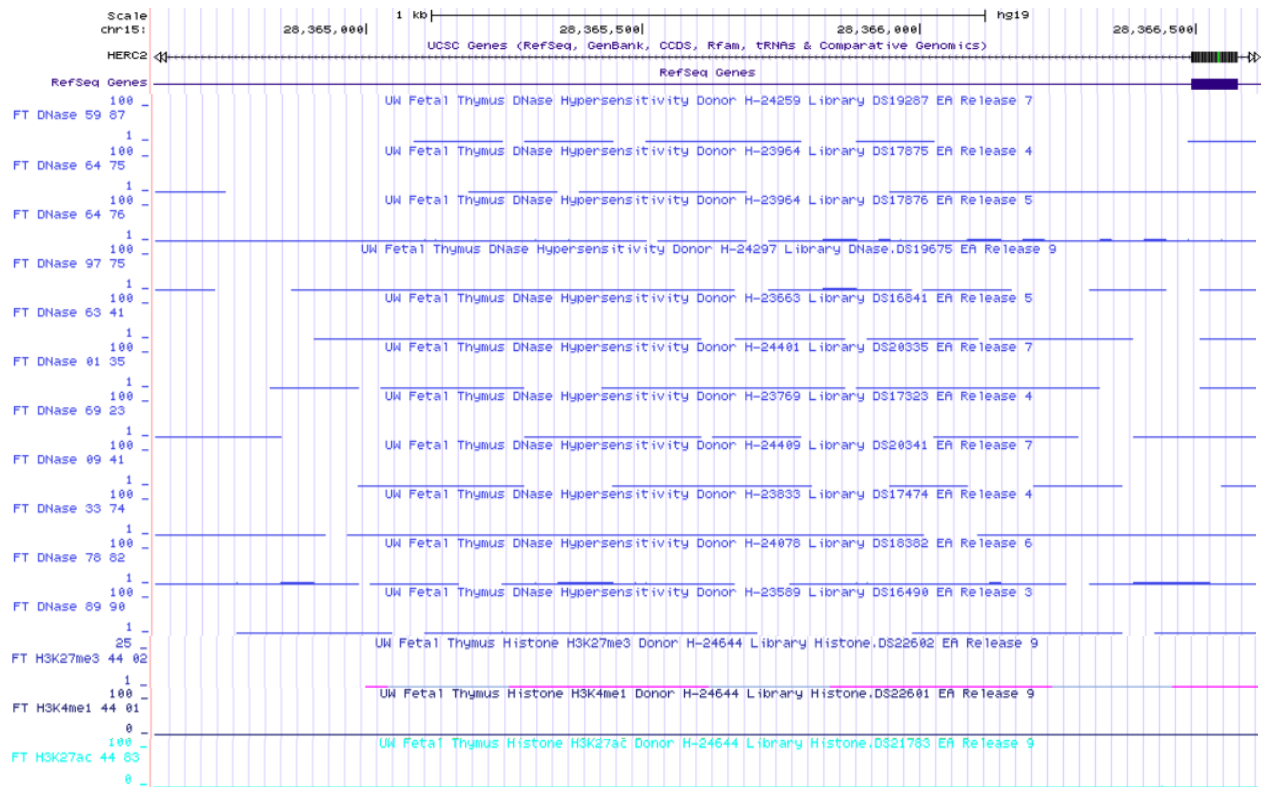 Scale 1 kb hg19
chr15: 28,365,000 28,365,500 28,366,000 28,366,500
UCSC Genes (RefSeq, GenBank, CCDS, Rfam, tRNAs & Comparative Genomics)
HERC2
RefSeq Genes
RefSeq Genes
100 _ UW Fetal Thymus DNase Hypersensitivity Donor H-24259 Library DS19287 EA Release 7
FT DNase 59 87
1 _
100 _ UW Fetal Thymus DNase Hypersensitivity Donor H-23964 Library DS17875 EA Release 4
FT DNase 64 75
1 _
100 _ UW Fetal Thymus DNase Hypersensitivity Donor H-23964 Library DS17876 EA Release 5
FT DNase 64 76
1 _
100 _ UW Fetal Thymus DNase Hypersensitivity Donor H-24297 Library DNase.DS19675 EA Release 9
FT DNase 97 75
1 _
100 _ UW Fetal Thymus DNase Hypersensitivity Donor H-23663 Library DS16841 EA Release 5
FT DNase 63 41
1 _
100 _ UW Fetal Thymus DNase Hypersensitivity Donor H-24401 Library DS20335 EA Release 7
FT DNase 01 35
1 _
100 _ UW Fetal Thymus DNase Hypersensitivity Donor H-23769 Library DS17323 EA Release 4
FT DNase 69 23
1 _
100 _ UW Fetal Thymus DNase Hypersensitivity Donor H-24409 Library DS20341 EA Release 7
FT DNase 09 41
1 _
100 _ UW Fetal Thymus DNase Hypersensitivity Donor H-23833 Library DS17474 EA Release 4
FT DNase 33 74
1 _
100 _ UW Fetal Thymus DNase Hypersensitivity Donor H-24078 Library DS18382 EA Release 6
FT DNase 78 82
1 _
100 _ UW Fetal Thymus DNase Hypersensitivity Donor H-23589 Library DS16490 EA Release 3
FT DNase 89 90
1 _
25 _ UW Fetal Thymus Histone H3K27me3 Donor H-24644 Library Histone.DS22602 EA Release 9
FT H3K27me3 44 02
1 _
100 _ UW Fetal Thymus Histone H3K4me1 Donor H-24644 Library Histone.DS22601 EA Release 9
FT H3K4me1 44 01
0 _
100 _ UW Fetal Thymus Histone H3K27ac Donor H-24644 Library Histone.DS21783 EA Release 9
FT H3K27ac 44 83
0 _